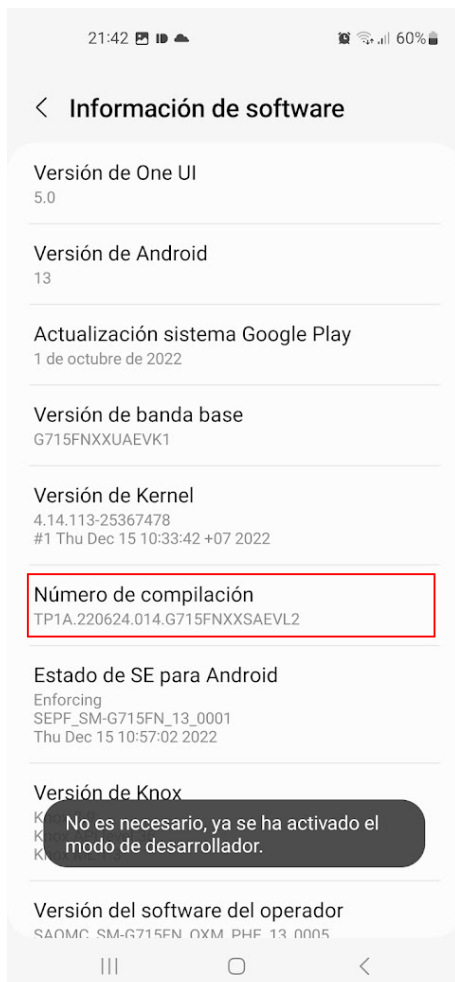 21:42 60%
Información de software
Versión de One UI
5.0
Versión de Android
13
Actualización sistema Google Play
1 de octubre de 2022
Versión de banda base
G715FNXXUAEVK1
Versión de Kernel
4.14.113-25367478
#1 Thu Dec 15 10:33:42 +07 2022
Número de compilación
TP1A.220624.014.G715FNXXSAEVL2
Estado de SE para Android
Enforcing
SEPF_SM-G715FN_13_0001
Thu Dec 15 10:57:02 2022
Versión de Knox
No es necesario, ya se ha activado el
modo de desarrollador.
Versión del software del operador
SAOMC_SM-G715FN_OXM_PHE_13_0005